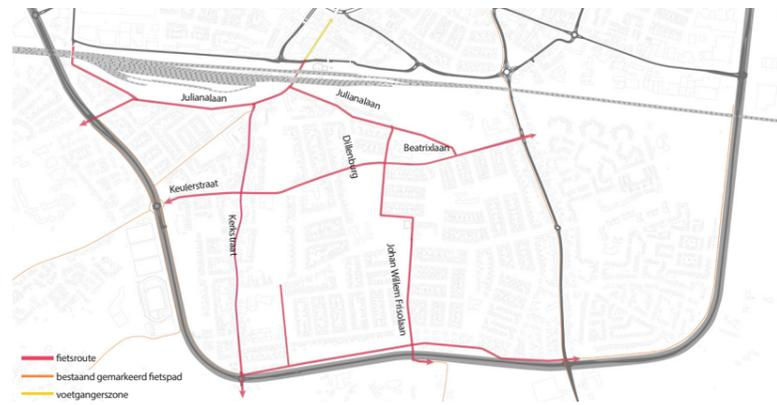 Julianalaan
Julianalaan
Dillenburg
Beatrixlaan
Keulerstraat
Kerkstraat
Johan Willem Frisolaan
fietsroute
bestaand gemarkeerd fietspad
voetgangerszone